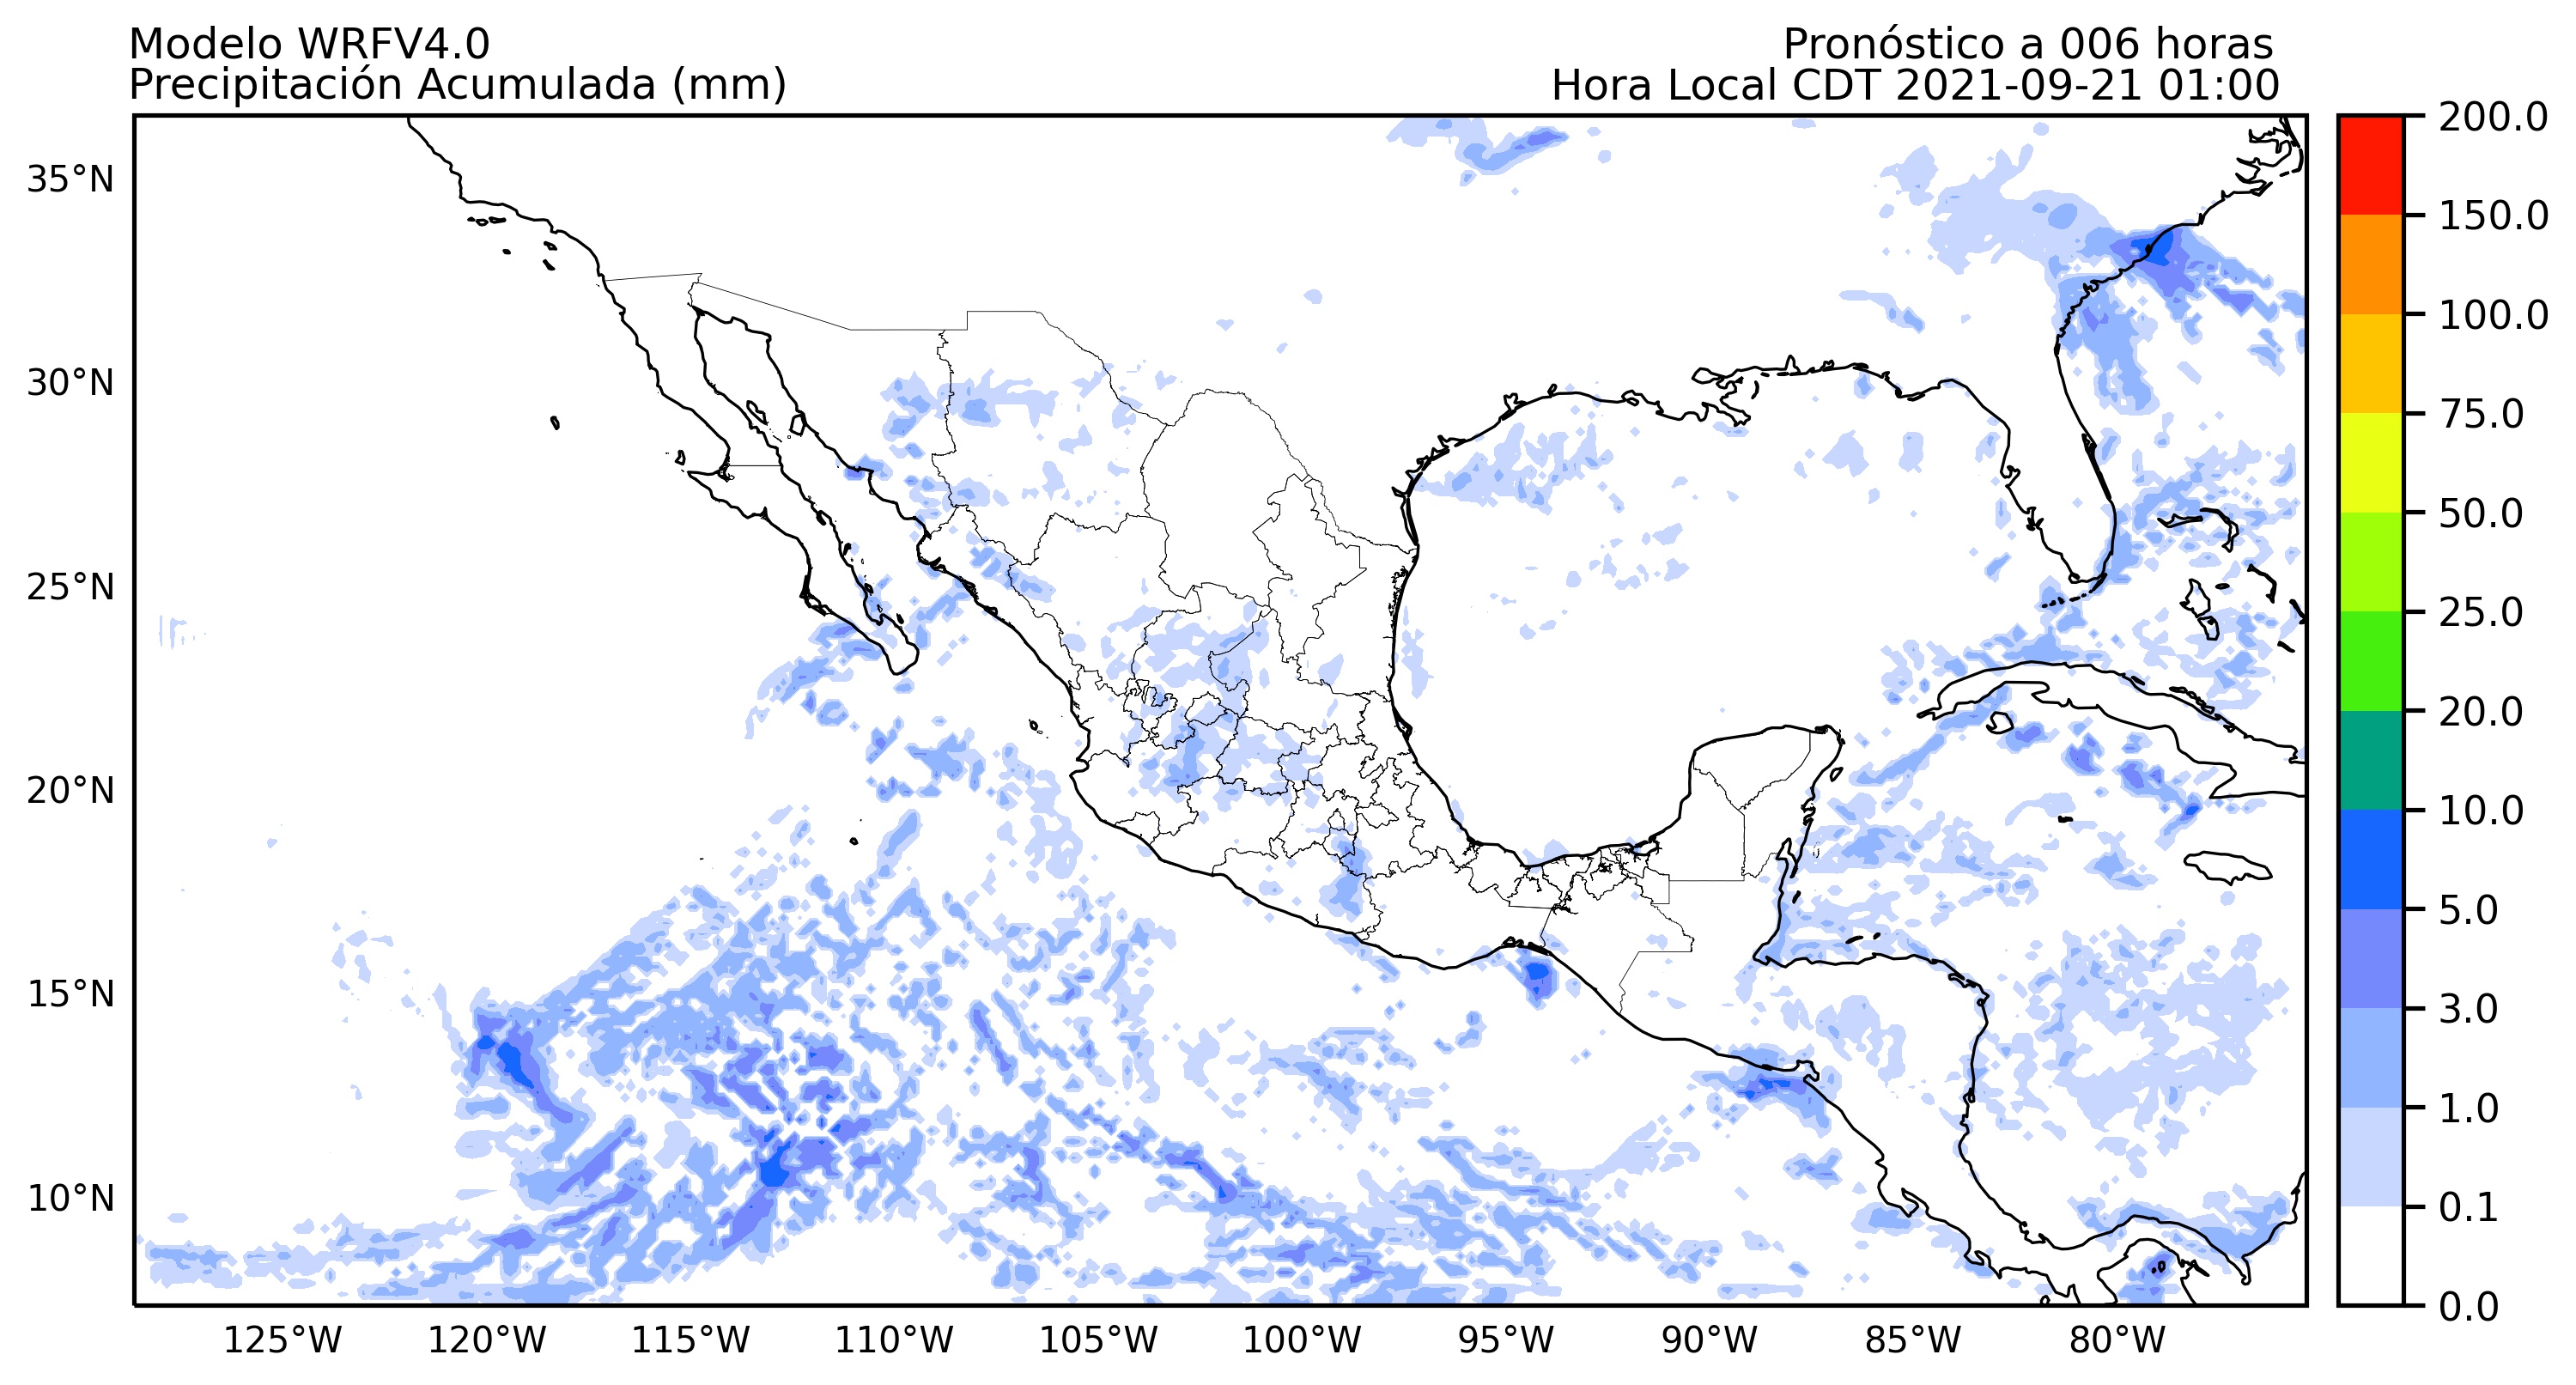 Modelo WRFV4.0
Precipitación Acumulada (mm)
Pronóstico a 006 horas
Hora Local CDT 2021-09-21 01:00
35°N
30°N
25°N
20°N
15°N
10°N
125°W
120°W
115°W
110°W
105°W
100°W
95°W
90°W
85°W
80°W
200.0
150.0
100.0
75.0
50.0
25.0
20.0
10.0
5.0
3.0
1.0
0.1
0.0